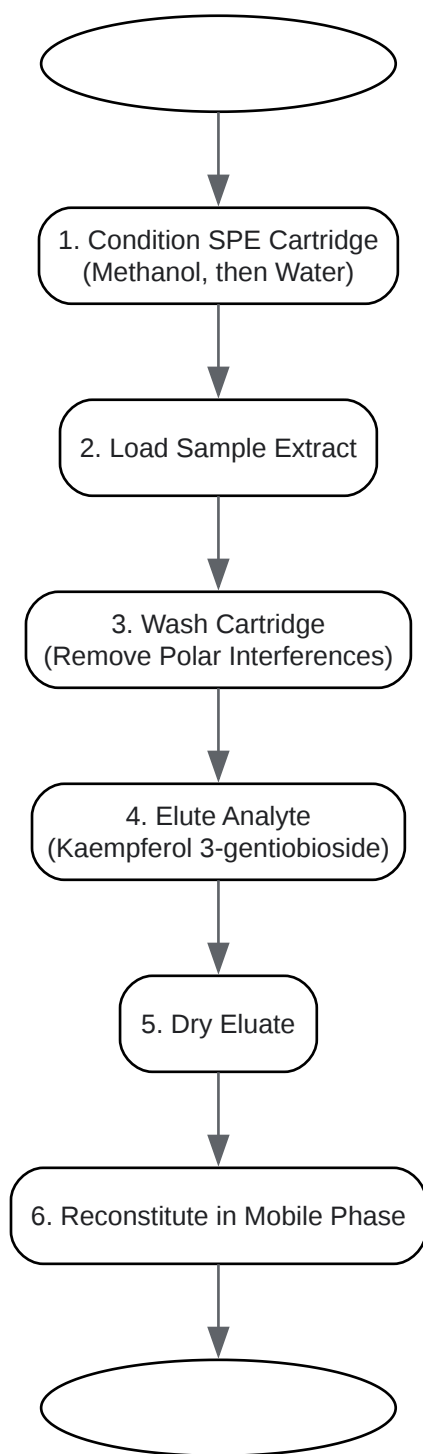 1. Condition SPE Cartridge
(Methanol, then Water)
2. Load Sample Extract
3. Wash Cartridge
(Remove Polar Interferences)
4. Elute Analyte
(Kaempferol 3-gentiobioside)
5. Dry Eluate
6. Reconstitute in Mobile Phase